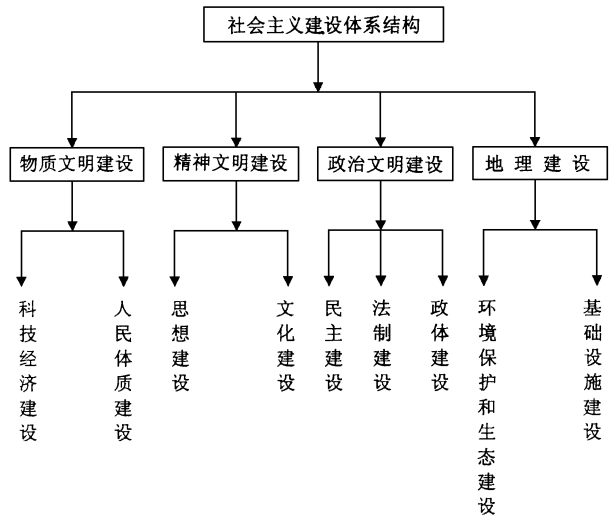 社会主义建设体系结构
物质文明建设
精神文明建设
政治文明建设
地理建设
科技经济建设
人民体质建设
思想建设
文化建设
民主建设
法制建设
政体建设
环境保护和生态建设
基础设施建设